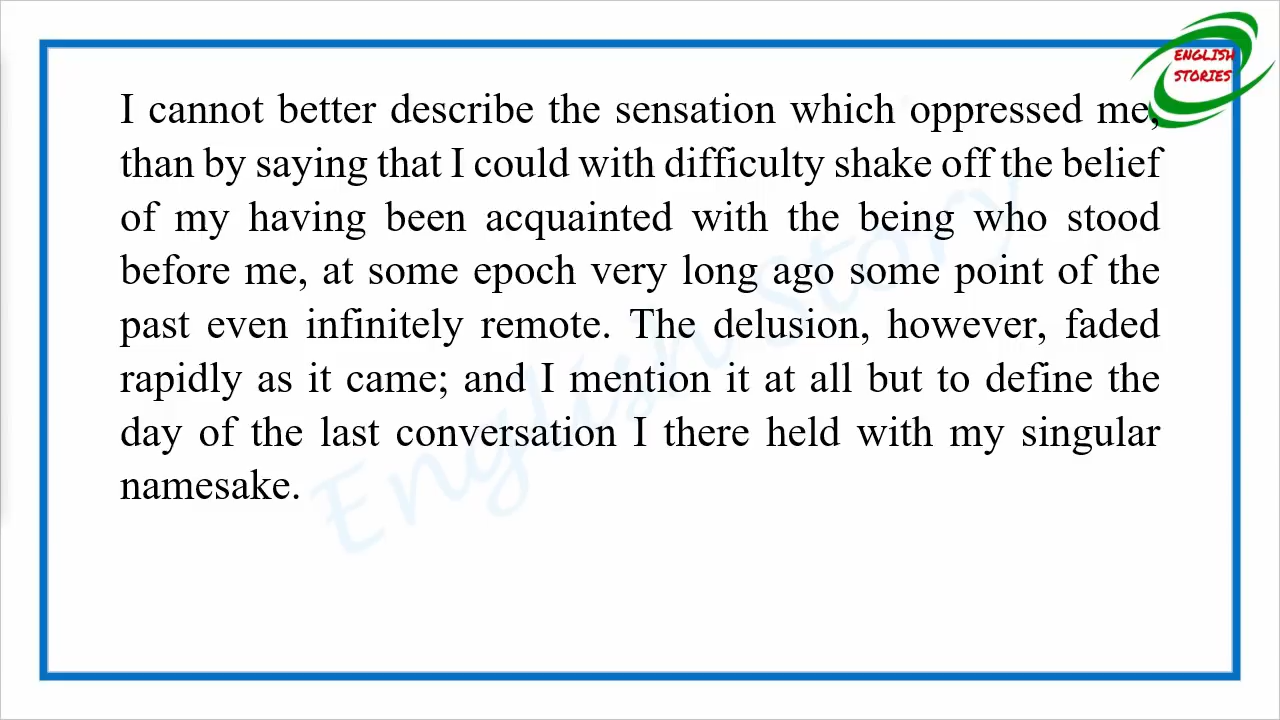 ENGLISH
STORIES
I cannot better describe the sensation which oppressed me,
than by saying that I could with difficulty shake off the belief
of my having been acquainted with the being who stood
before me, at some epoch very long ago some point of the
past even infinitely remote. The delusion, however, faded
rapidly as it came; and I mention it at all but to define the
day of the last conversation I there held with my singular
namesake.
English Story